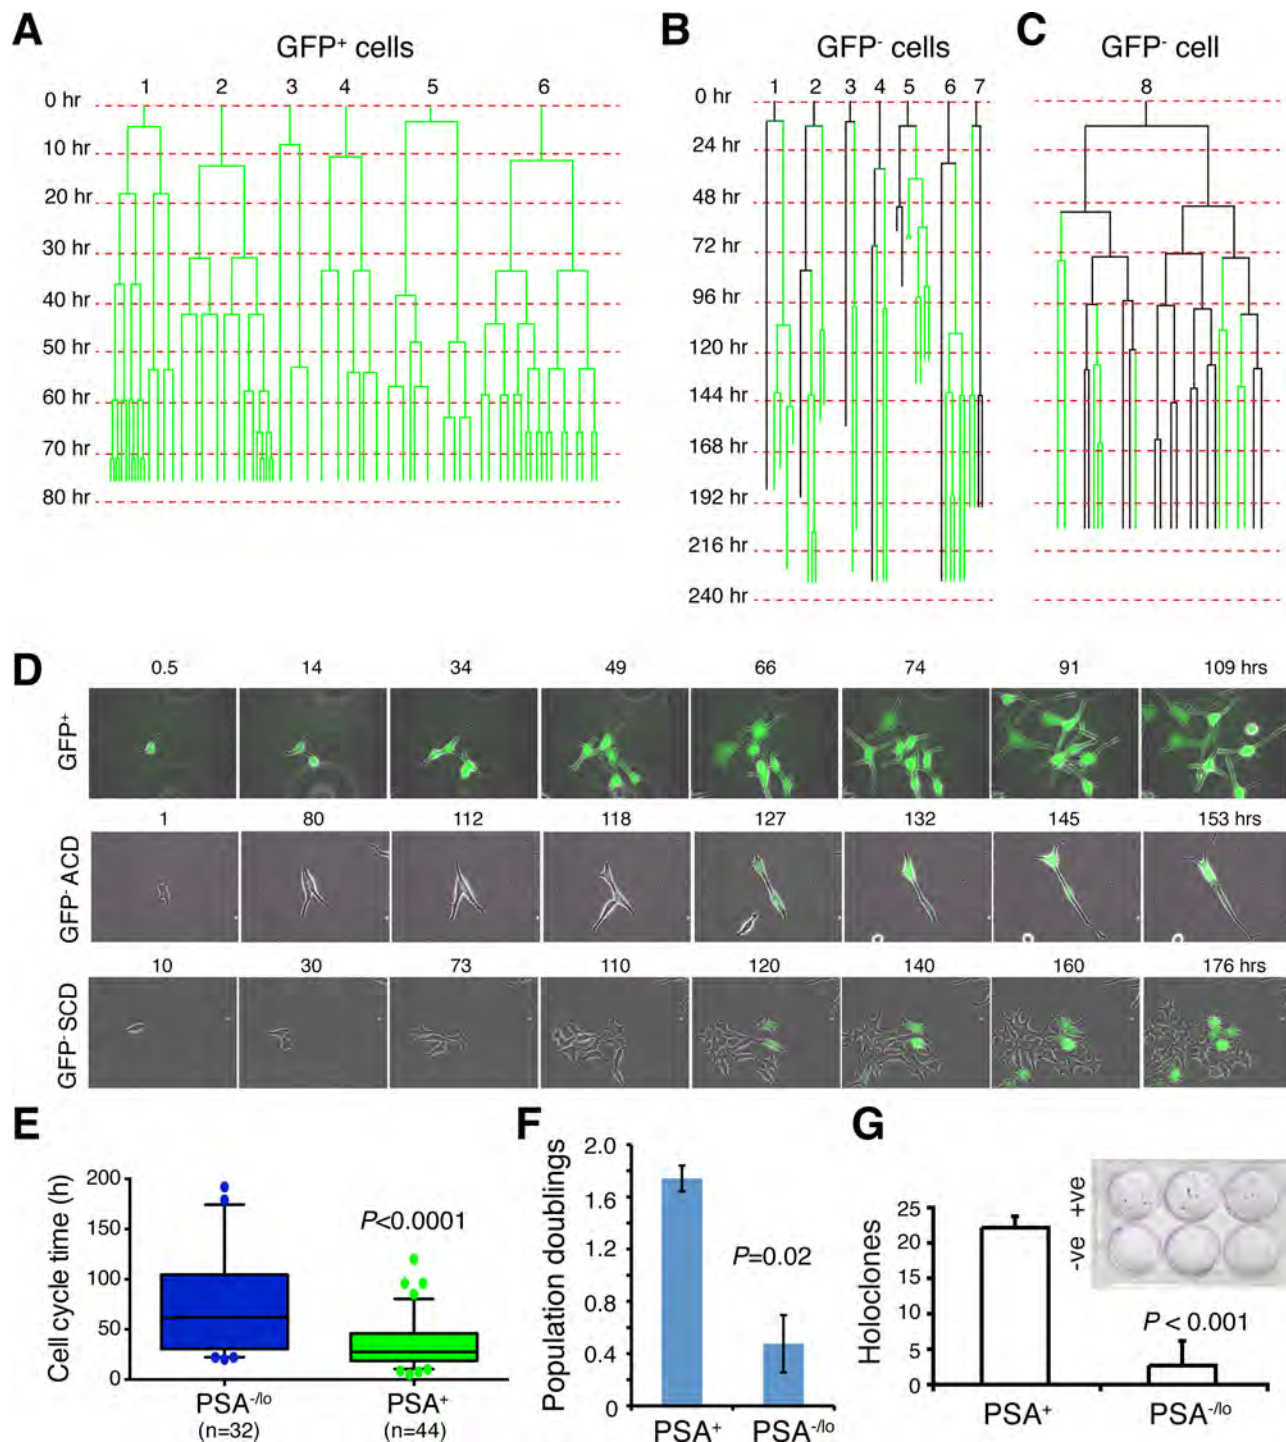 A
GFP+ cells
1 2 3 4 5 6
0 hr
10 hr
20 hr
30 hr
40 hr
50 hr
60 hr
70 hr
80 hr
B
GFP- cells
1 2 3 4 5 6 7
0 hr
24 hr
48 hr
72 hr
96 hr
120 hr
144 hr
168 hr
192 hr
216 hr
240 hr
C
GFP- cell
8
D
GFP+
0.5 14 34 49 66 74 91 109 hrs
GFP- ACD
1 80 112 118 127 132 145 153 hrs
GFP- SCD
10 30 73 110 120 140 160 176 hrs
E
Cell cycle time (h)
200
150
100
50
0
P<0.0001
PSA-/lo PSA+
(n=32) (n=44)
F
Population doublings
2.0
1.6
1.2
0.8
0.4
0
P=0.02
PSA+ PSA-/lo
G
Holoclones
25
20
15
10
5
0
+ve
-ve
P < 0.001
PSA+ PSA-/lo